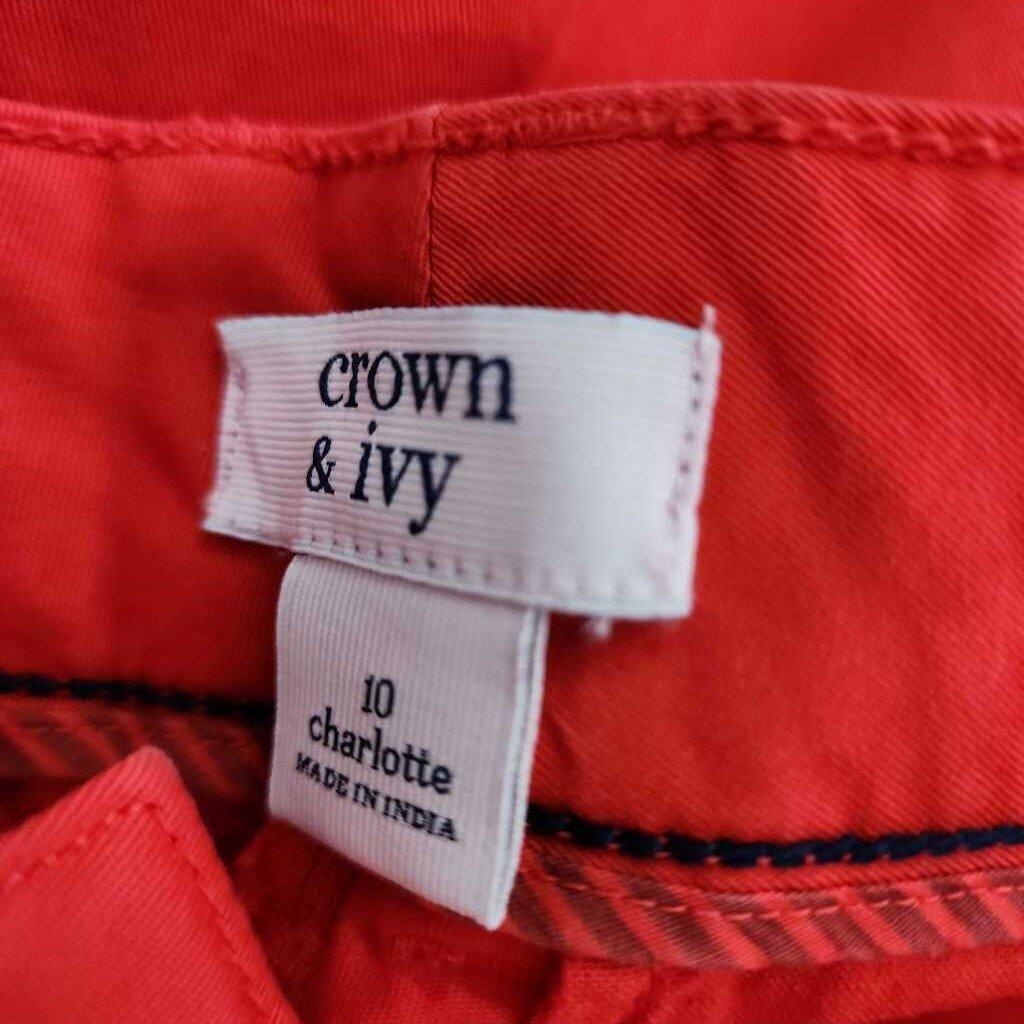 crown
& ivy
10
charlotte
MADE IN INDIA